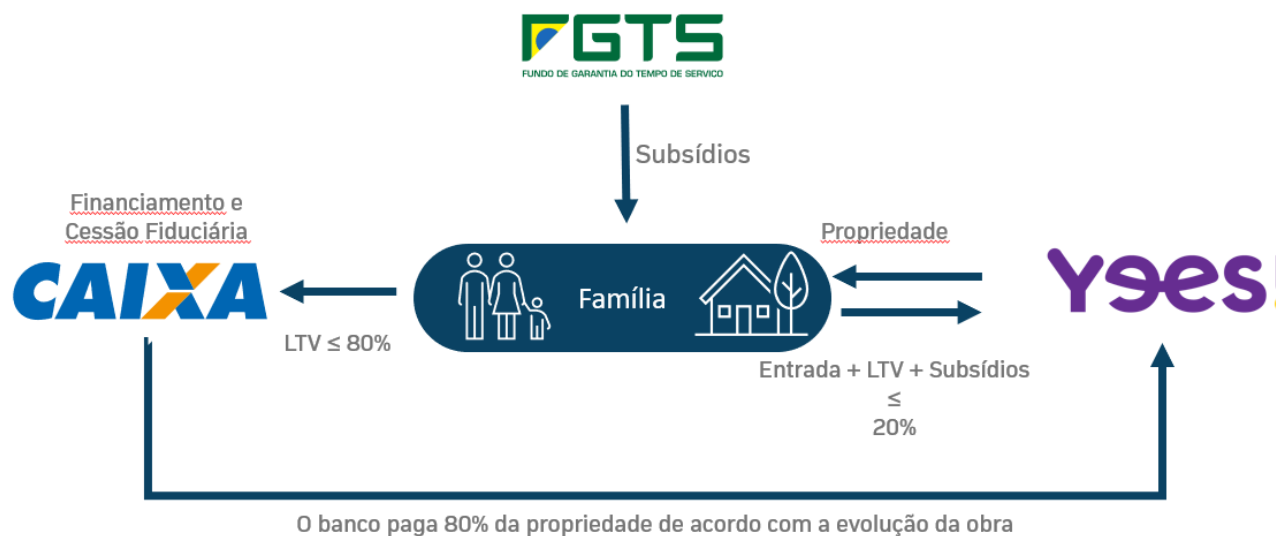 FGTS
FUNDO DE GARANTIA DO TEMPO DE SERVIÇO
Subsídios
Financiamento e
Cessão Fiduciária
Propriedade
CAIXA
Família
Yees!
LTV ≤ 80%
Entrada + LTV + Subsídios
≤
20%
O banco paga 80% da propriedade de acordo com a evolução da obra